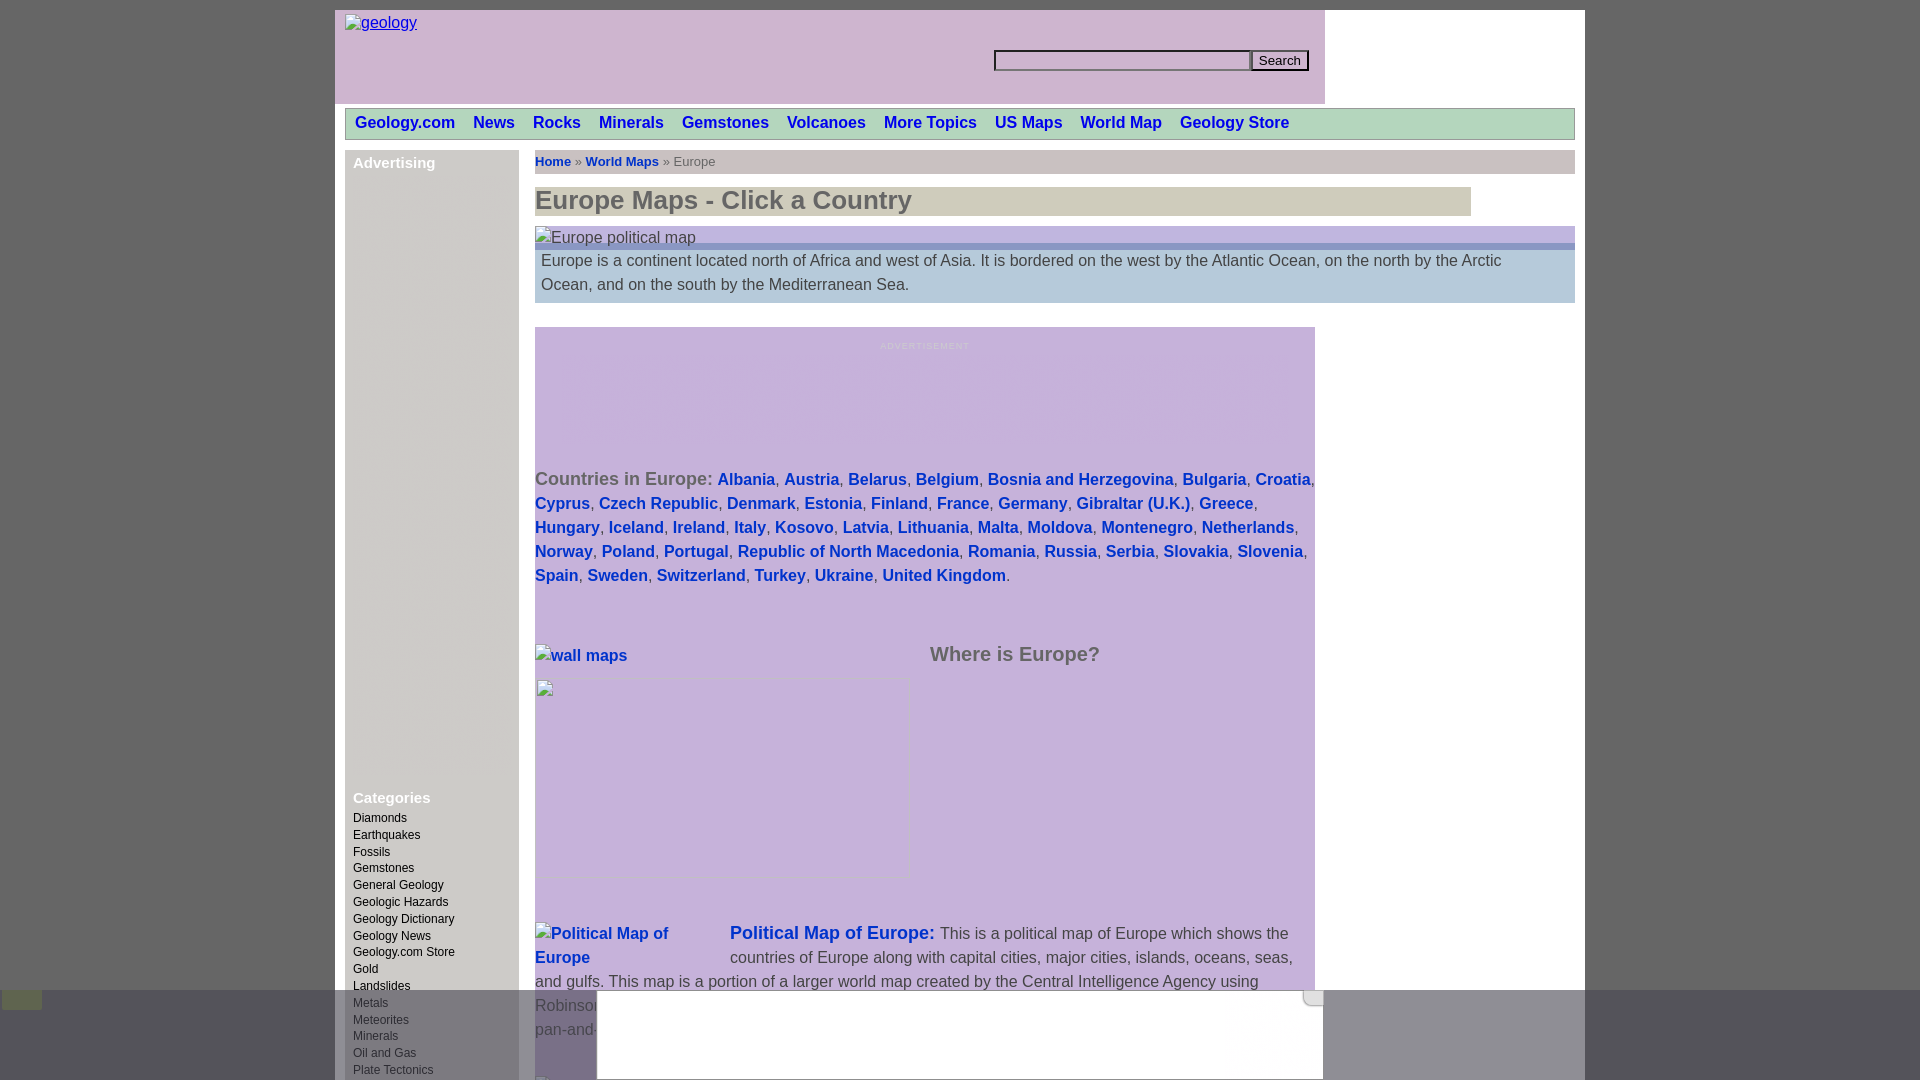 geology
Search
Geology.com News Rocks Minerals Gemstones Volcanoes More Topics US Maps World Map Geology Store
Advertising
Home » World Maps » Europe
Europe Maps - Click a Country
Europe political map
Europe is a continent located north of Africa and west of Asia. It is bordered on the west by the Atlantic Ocean, on the north by the Arctic
Ocean, and on the south by the Mediterranean Sea.
ADVERTISEMENT
Countries in Europe: Albania, Austria, Belarus, Belgium, Bosnia and Herzegovina, Bulgaria, Croatia,
Cyprus, Czech Republic, Denmark, Estonia, Finland, France, Germany, Gibraltar (U.K.), Greece,
Hungary, Iceland, Ireland, Italy, Kosovo, Latvia, Lithuania, Malta, Moldova, Montenegro, Netherlands,
Norway, Poland, Portugal, Republic of North Macedonia, Romania, Russia, Serbia, Slovakia, Slovenia,
Spain, Sweden, Switzerland, Turkey, Ukraine, United Kingdom.
wall maps
Where is Europe?
Political Map of
Europe
Political Map of Europe: This is a political map of Europe which shows the
countries of Europe along with capital cities, major cities, islands, oceans, seas,
and gulfs. This map is a portion of a larger world map created by the Central Intelligence Agency using
Robinson
pan-and-
Categories
Diamonds
Earthquakes
Fossils
Gemstones
General Geology
Geologic Hazards
Geology Dictionary
Geology News
Geology.com Store
Gold
Landslides
Metals
Meteorites
Minerals
Oil and Gas
Plate Tectonics